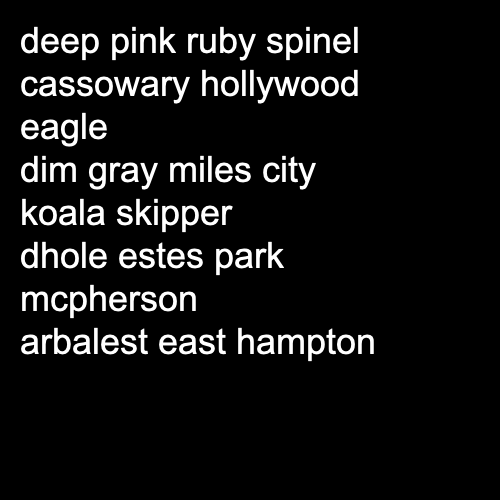 deep pink ruby spinel
cassowary hollywood
eagle
dim gray miles city
koala skipper
dhole estes park
mcpherson
arbalest east hampton